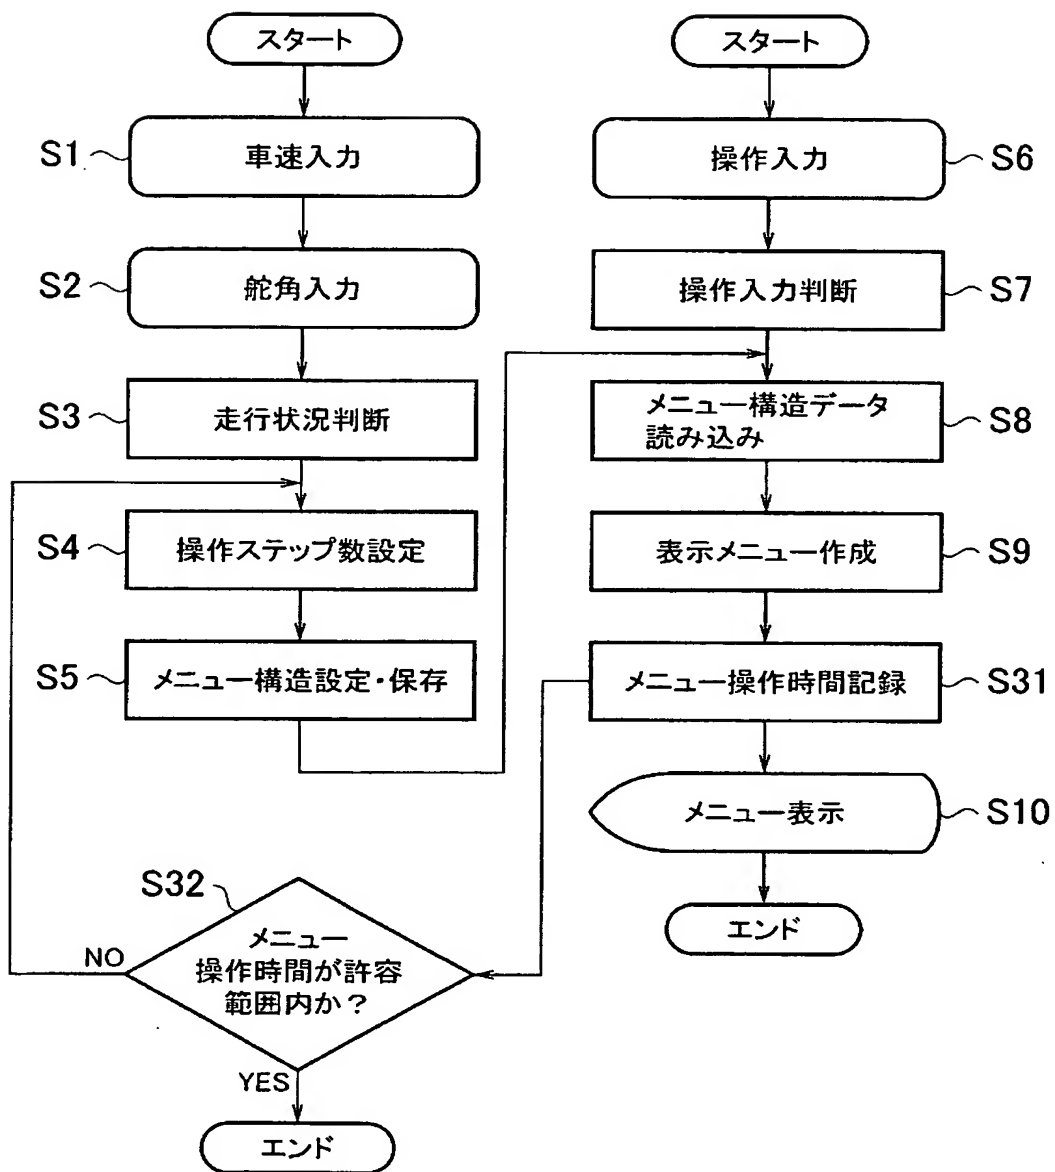 スタート
S1
車速入力
S2
舵角入力
S3
走行状況判断
S4
操作ステップ数設定
S5
メニュー構造設定・保存
S32
メニュー
操作時間が許容
範囲内か？
NO
YES
エンド
スタート
操作入力
S6
操作入力判断
S7
メニュー構造データ
読み込み
S8
表示メニュー作成
S9
メニュー操作時間記録
S31
メニュー表示
S10
エンド